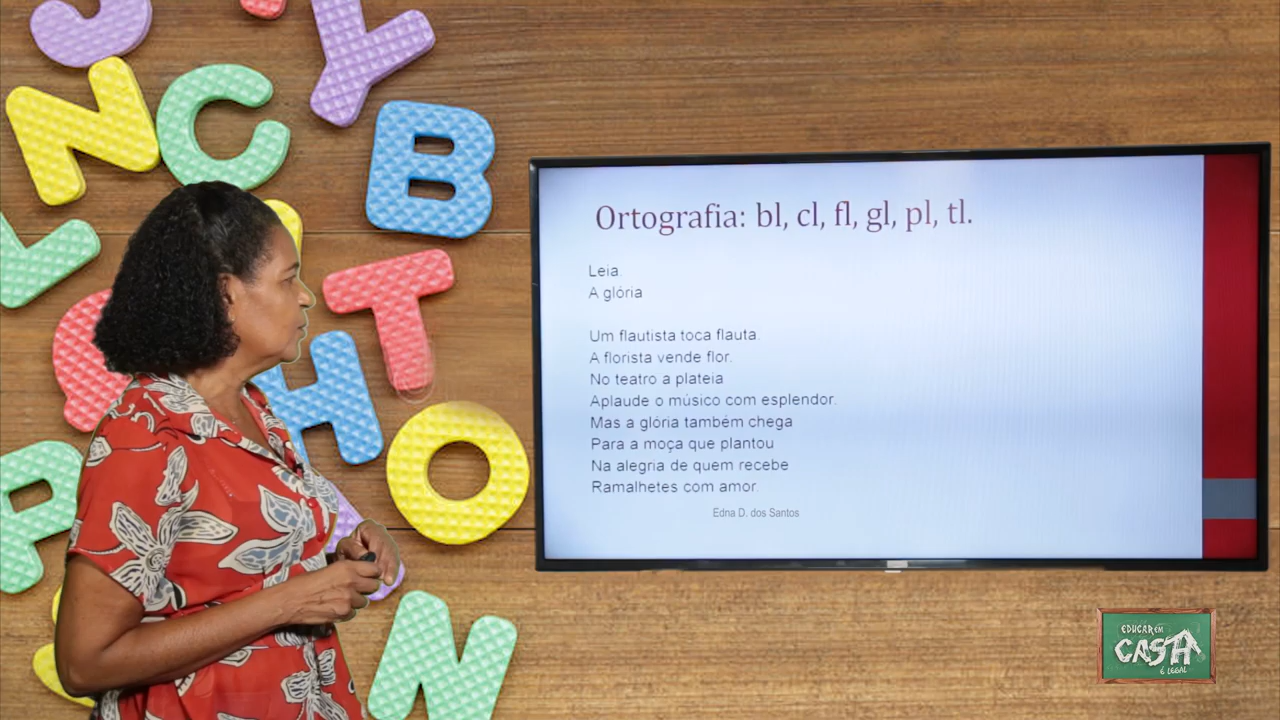 Ortografia: bl, cl, fl, gl, pl, tl.
Leia.
A glória
Um flautista toca flauta.
A florista vende flor.
No teatro a plateia
Aplaude o músico com esplendor.
Mas a glória também chega
Para a moça que plantou
Na alegria de quem recebe
Ramalhetes com amor.
Edna D. dos Santos
EDUCAR EM
CASA
É LEGAL
J
Y
N
C
B
L
T
H
O
R
N